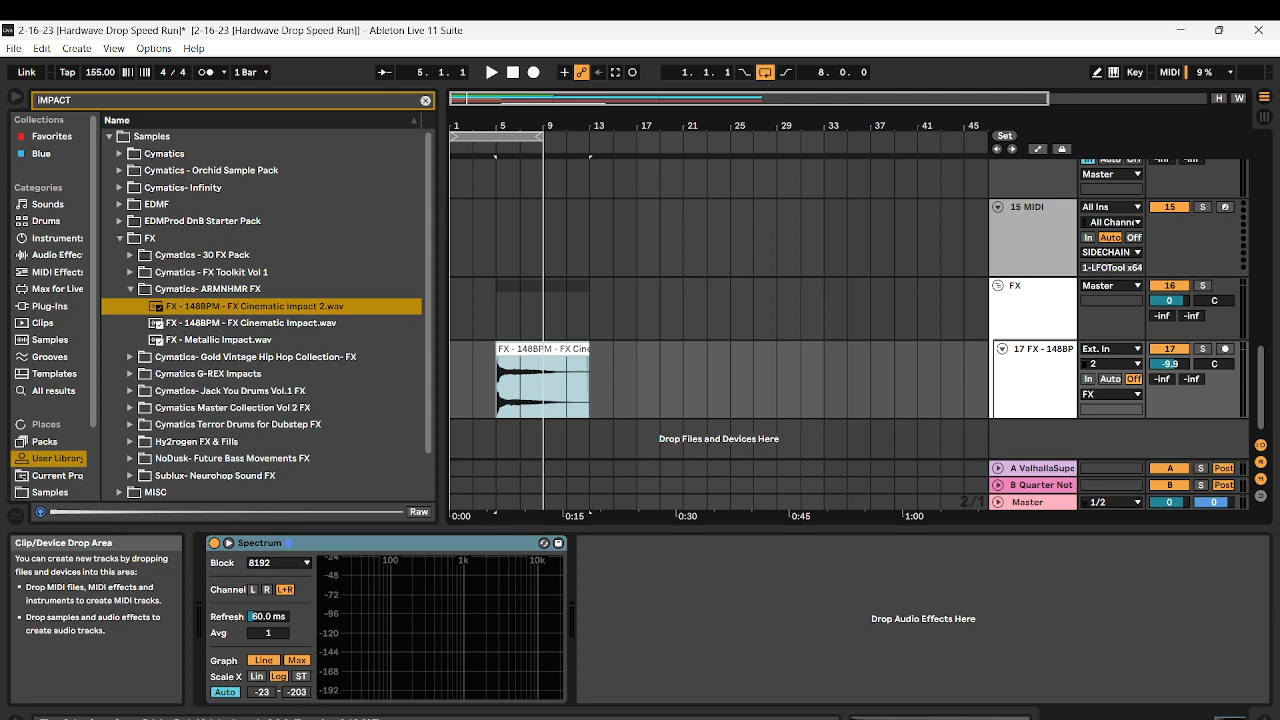 2-16-23 [Hardwave Drop Speed Run]* [2-16-23 [Hardwave Drop Speed Run]] - Ableton Live 11 Suite
File Edit Create View Options Help
Link Tap 155.00 4 / 4 1 Bar 5. 1. 1 1. 1. 1 8. 0. 0 Key MIDI 9 %
iMPACT
H W
Collections
Favorites
Blue
Categories
Sounds
Drums
Instruments
Audio Effec
MIDI Effects
Max for Live
Plug-Ins
Clips
Samples
Grooves
Templates
All results
Places
Packs
User Library
Current Pro
Samples
Name
Samples
Cymatics
Cymatics - Orchid Sample Pack
Cymatics- Infinity
EDMF
EDMProd DnB Starter Pack
FX
Cymatics - 30 FX Pack
Cymatics - FX Toolkit Vol 1
Cymatics- ARMNHMR FX
FX - 148BPM - FX Cinematic Impact 2.wav
FX - 148BPM - FX Cinematic Impact.wav
FX - Metallic Impact.wav
Cymatics- Gold Vintage Hip Hop Collection- FX
Cymatics G-REX Impacts
Cymatics- Jack You Drums Vol.1 FX
Cymatics Master Collection Vol 2 FX
Cymatics Terror Drums for Dubstep FX
Hy2rogen FX & Fills
NoDusk- Future Bass Movements FX
Sublux- Neurohop Sound FX
MISC
Raw
1 5 9 13 17 21 25 29 33 37 41 45
Set
In Auto Off -inf -inf
Master
15 MIDI All Ins 15 S
All Channe
In Auto Off
SIDECHAIN
1-LFOTool x64
FX Master 16 S
0 C
-inf -inf
FX - 148BPM - FX Cine
17 FX - 148BP Ext. In 17 S
2 -9.9 C
In Auto Off -inf -inf
FX
Drop Files and Devices Here
A ValhallaSupe A S Post
B Quarter Not B S Post
2/1
Master 1/2 0 0
0:00 0:15 0:30 0:45 1:00
Clip/Device Drop Area
You can create new tracks by dropping
files and devices into this area:
• Drop MIDI files, MIDI effects and
instruments to create MIDI tracks.
• Drop samples and audio effects to
create audio tracks.
Spectrum
Block 8192
Channel L R L+R
Refresh 60.0 ms
Avg 1
Graph Line Max
Scale X Lin Log ST
Auto -23 - -203
100 1k 10k
-24
-48
-72
-96
-120
-144
-168
-192
Drop Audio Effects Here